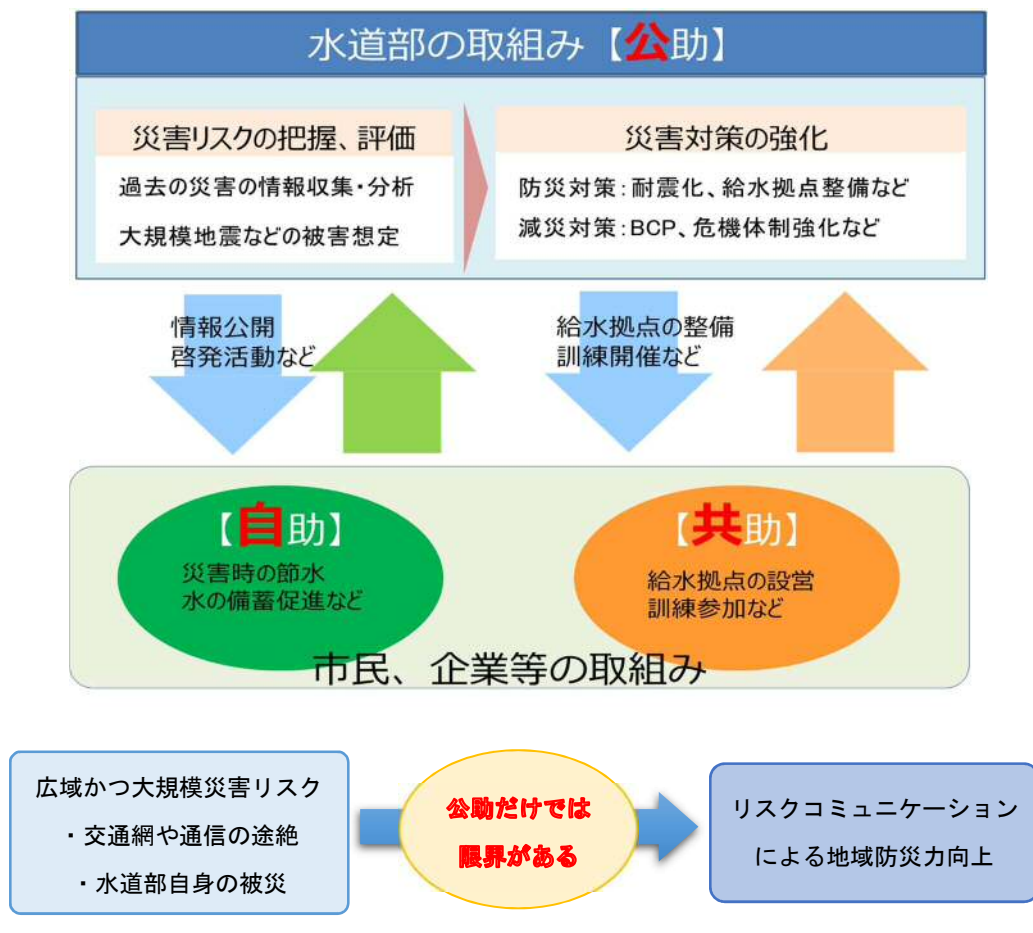 水道部の取組み【公助】
災害リスクの把握、評価
過去の災害の情報収集・分析
大規模地震などの被害想定
災害対策の強化
防災対策：耐震化、給水拠点整備など
減災対策：BCP、危機体制強化など
情報公開
啓発活動など
給水拠点の整備
訓練開催など
【自助】
災害時の節水
水の備蓄促進など
【共助】
給水拠点の設営
訓練参加など
市民、企業等の取組み
広域かつ大規模災害リスク
・交通網や通信の途絶
・水道部自身の被災
公助だけでは
限界がある
リスクコミュニケーション
による地域防災力向上